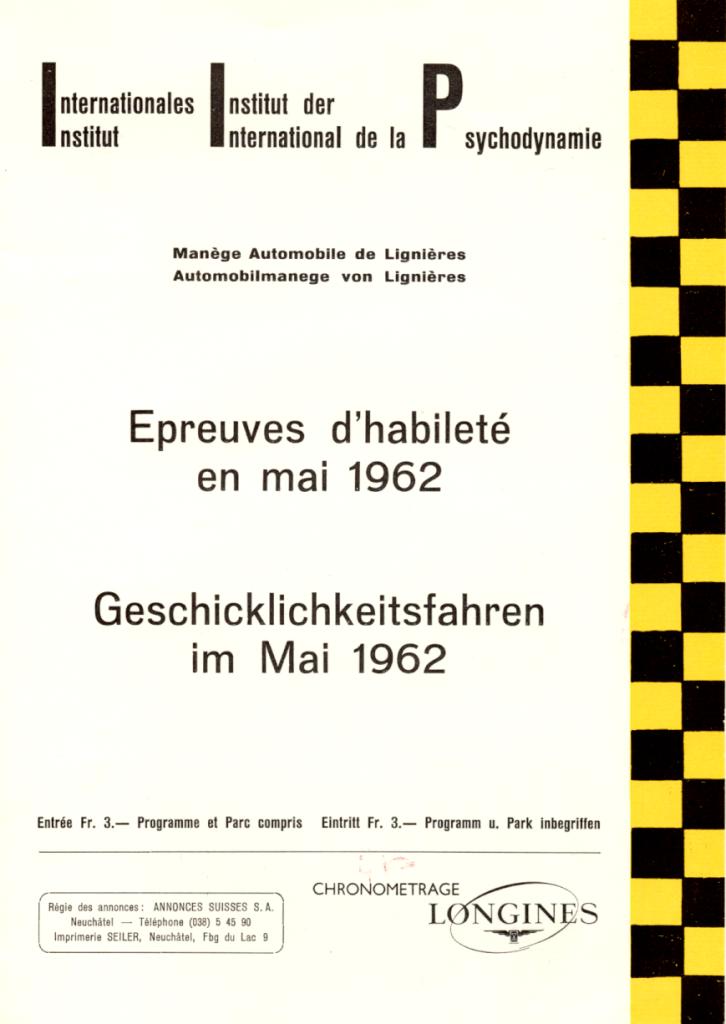 Internationales Institut der
Institut International de la Psychodynamie
Manège Automobile de Lignières
Automobilmanege von Lignières
Epreuves d'habileté
en mai 1962
Geschicklichkeitsfahren
im Mai 1962
Entrée Fr. 3.— Programme et Parc compris Eintritt Fr. 3.— Programm u. Park inbegriffen
CHRONOMETRAGE
LONGINES
Régie des annonces: ANNONCES SUISSES S. A.
Neuchâtel — Téléphone (038) 5 45 90
Imprimerie SEILER, Neuchâtel, Fbg du Lac 9